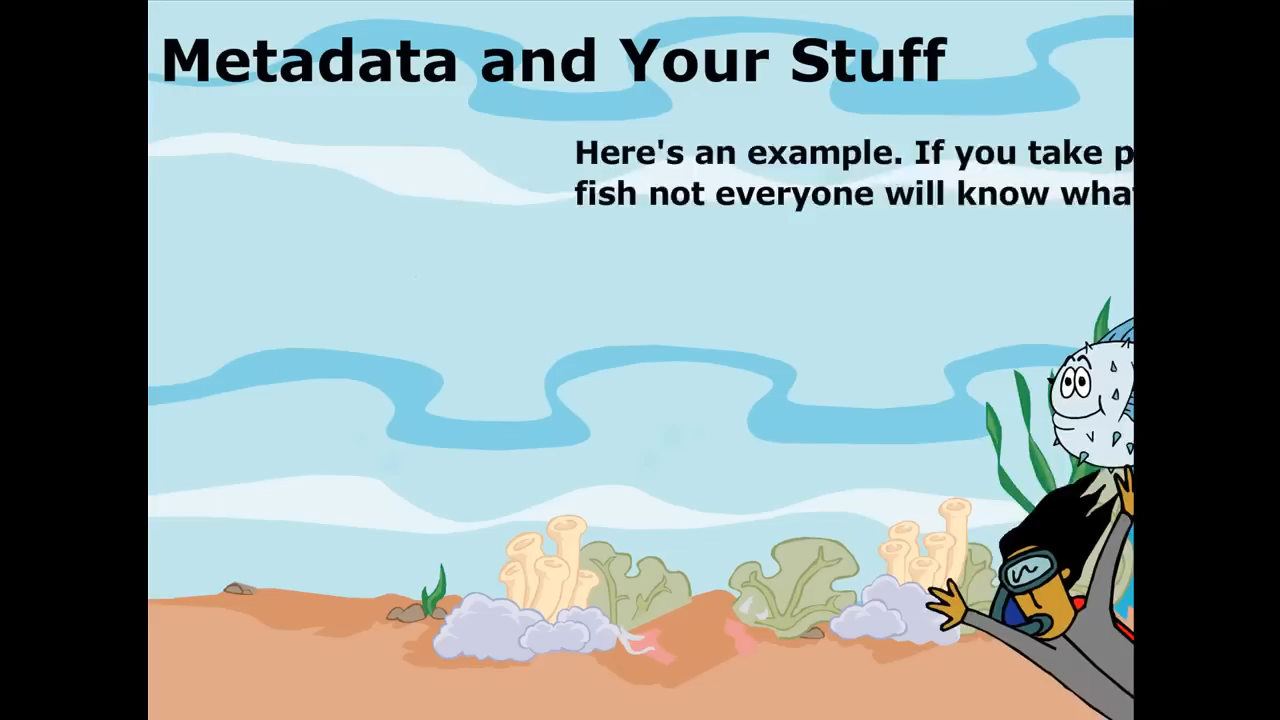 Metadata and Your Stuff
Here's an example. If you take
fish not everyone will know